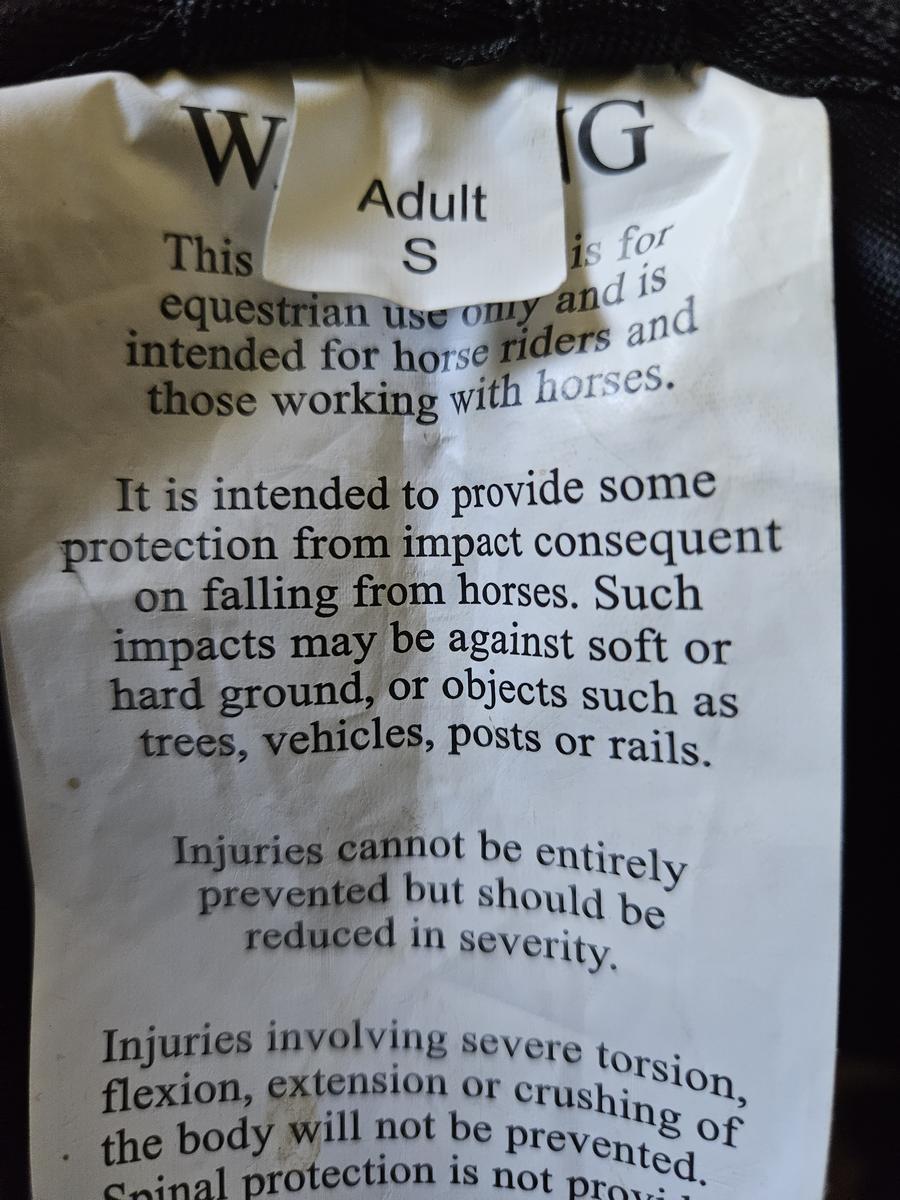 W G
Adult
S
This is for
equestrian use only and is
intended for horse riders and
those working with horses.
It is intended to provide some
protection from impact consequent
on falling from horses. Such
impacts may be against soft or
hard ground, or objects such as
trees, vehicles, posts or rails.
Injuries cannot be entirely
prevented but should be
reduced in severity.
Injuries involving severe torsion,
flexion, extension or crushing of
the body will not be prevented.
Spinal protection is not